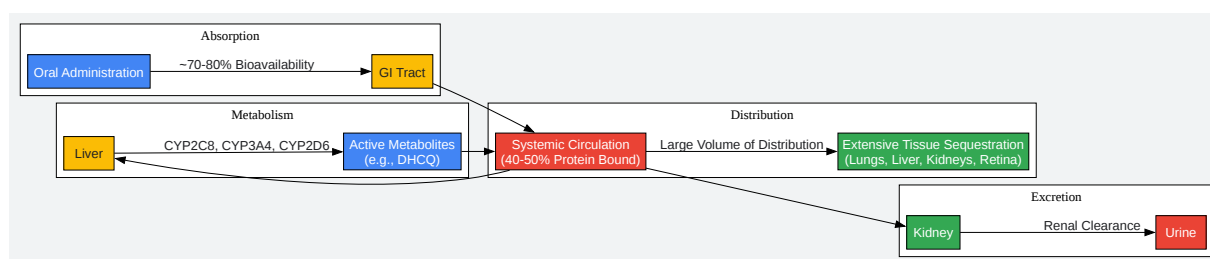 Absorption
Oral Administration
~70-80% Bioavailability
GI Tract
Metabolism
Liver
CYP2C8, CYP3A4, CYP2D6
Active Metabolites
(e.g., DHCQ)
Distribution
Systemic Circulation
(40-50% Protein Bound)
Large Volume of Distribution
Extensive Tissue Sequestration
(Lungs, Liver, Kidneys, Retina)
Excretion
Kidney
Renal Clearance
Urine